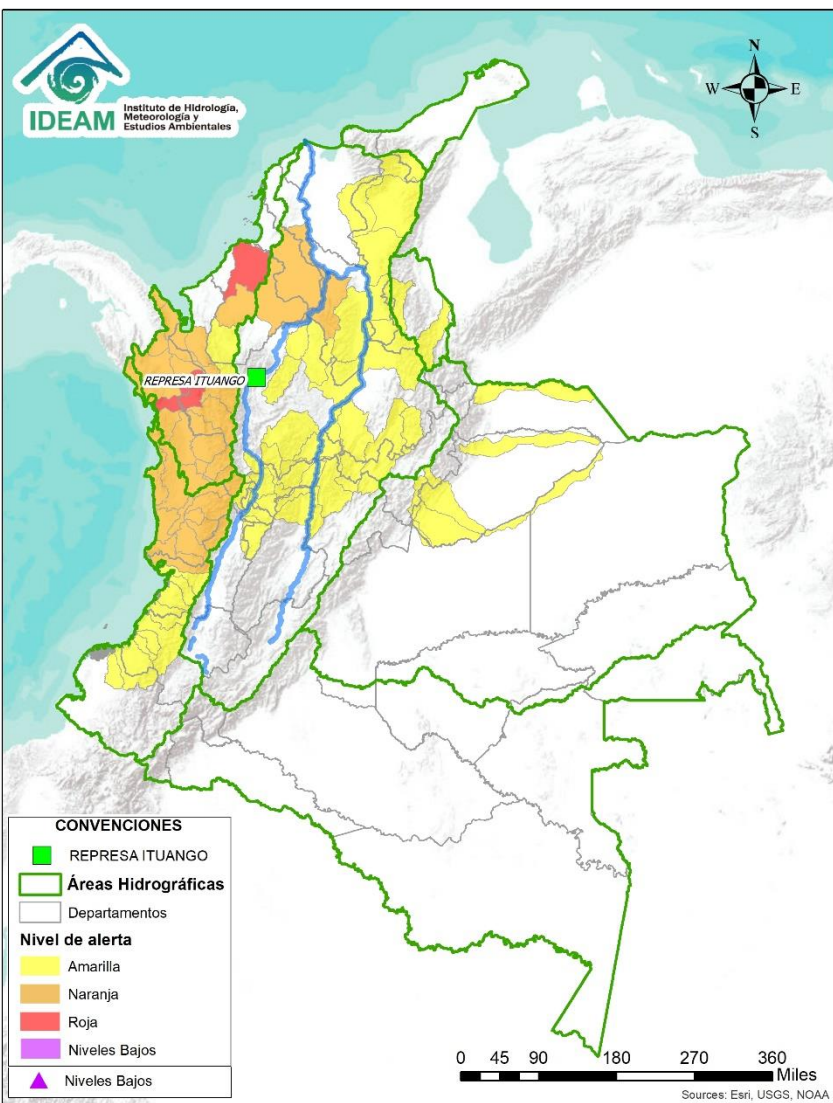 IDEAM
Instituto de Hidrología,
Meteorología y
Estudios Ambientales
N
W
E
S
REPRESA ITUANGO
CONVENCIONES
REPRESA ITUANGO
Áreas Hidrográficas
Departamentos
Nivel de alerta
Amarilla
Naranja
Roja
Niveles Bajos
Niveles Bajos
0 45 90 180 270 360
Miles
Sources: Esri, USGS, NOAA